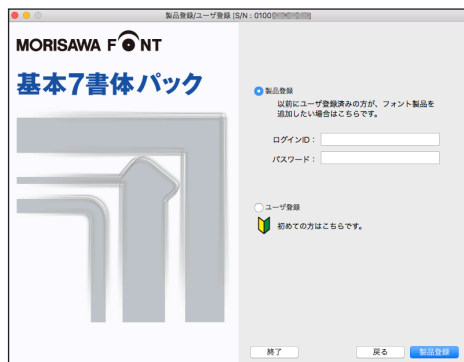 製品登録/ユーザ登録 [S/N : 0100
MORISAWA FONT
基本7書体パック
製品登録
以前にユーザ登録済みの方が、フォント製品を
追加したい場合はこちらです。
ログインID：
パスワード：
ユーザ登録
初めての方はこちらです。
終了
戻る
製品登録